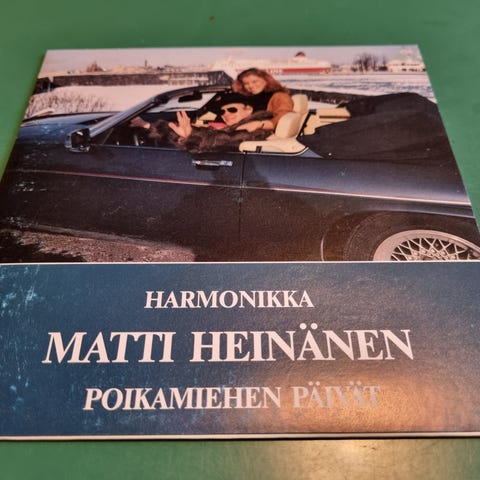 HARMONIKKA
MATTI HEINÄNEN
POIKAMIEHEN PÄIVÄT